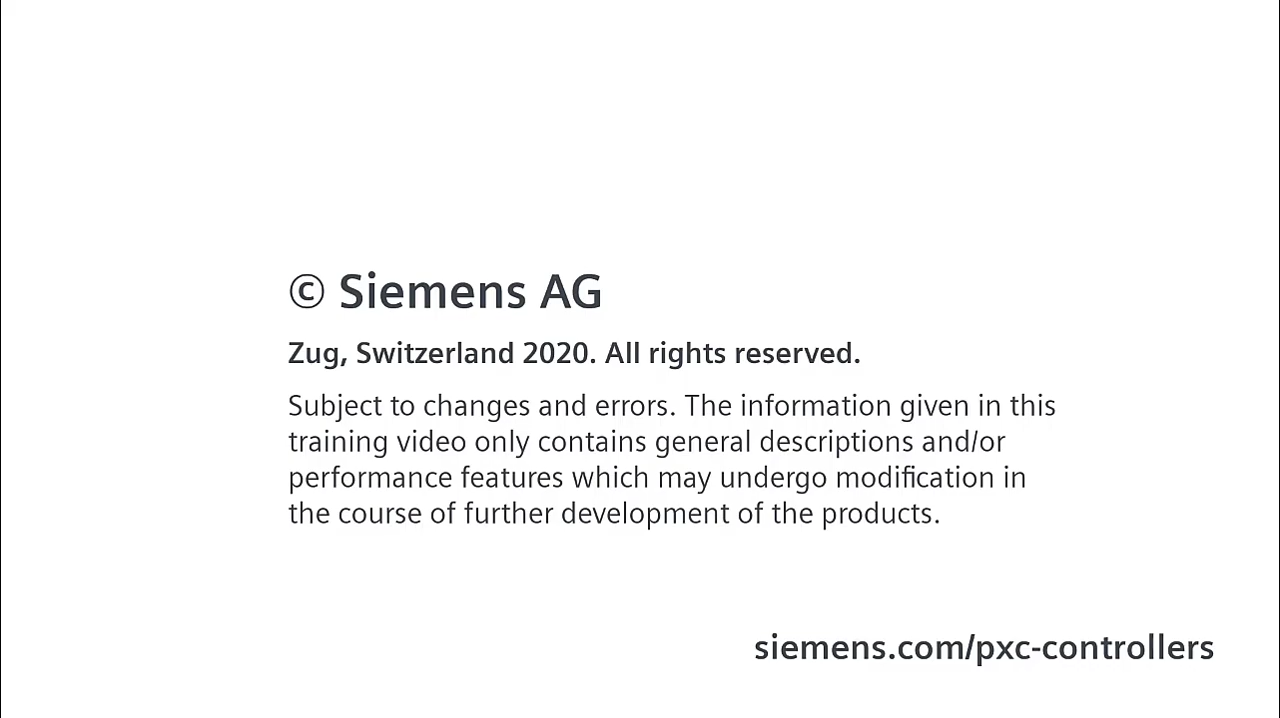 © Siemens AG
Zug, Switzerland 2020. All rights reserved.
Subject to changes and errors. The information given in this
training video only contains general descriptions and/or
performance features which may undergo modification in
the course of further development of the products.
siemens.com/pxc-controllers